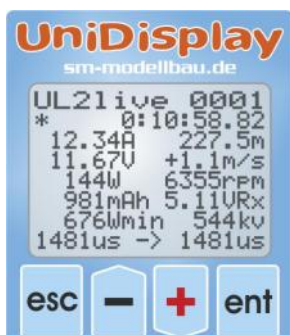 UniDisplay
sm-modellbau.de
UL2live 0001
* 0:10:58.82
12.34A 227.5m
11.67V +1.1m/s
144W 6355rpm
981mAh 5.11VRx
676Wmin 544kv
1481us -> 1481us
esc - + ent